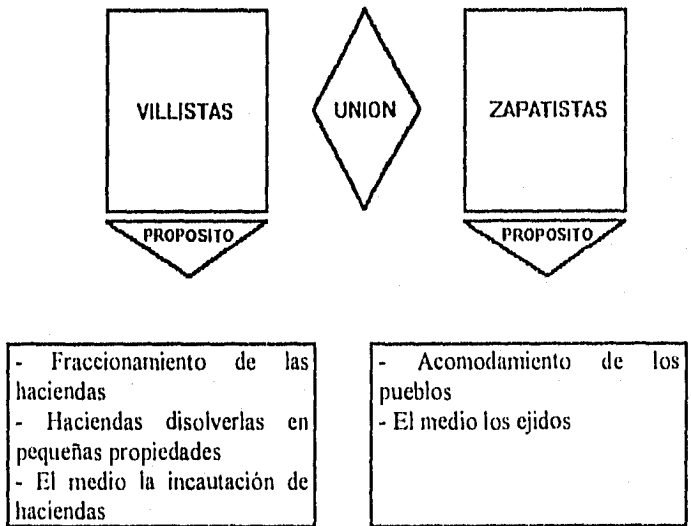 VILLISTAS
UNION
ZAPATISTAS
PROPOSITO
PROPOSITO
- Fraccionamiento de las
haciendas
- Haciendas disolverlas en
pequeñas propiedades
- El medio la incautación de
haciendas
- Acomodamiento de los
pueblos
- El medio los ejidos